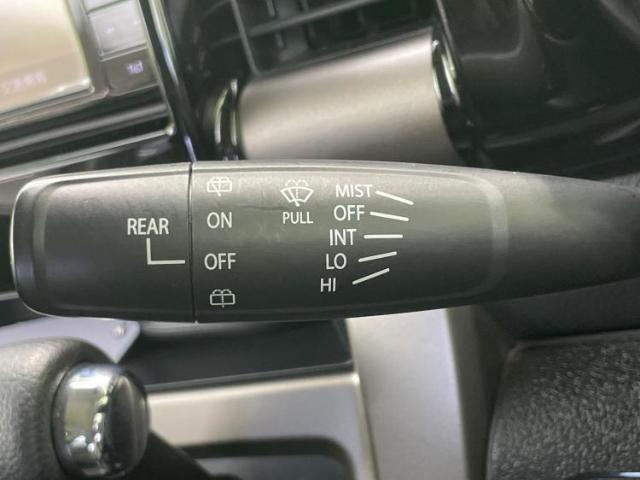 REAR
ON
OFF
PULL
MIST
OFF
INT
LO
HI